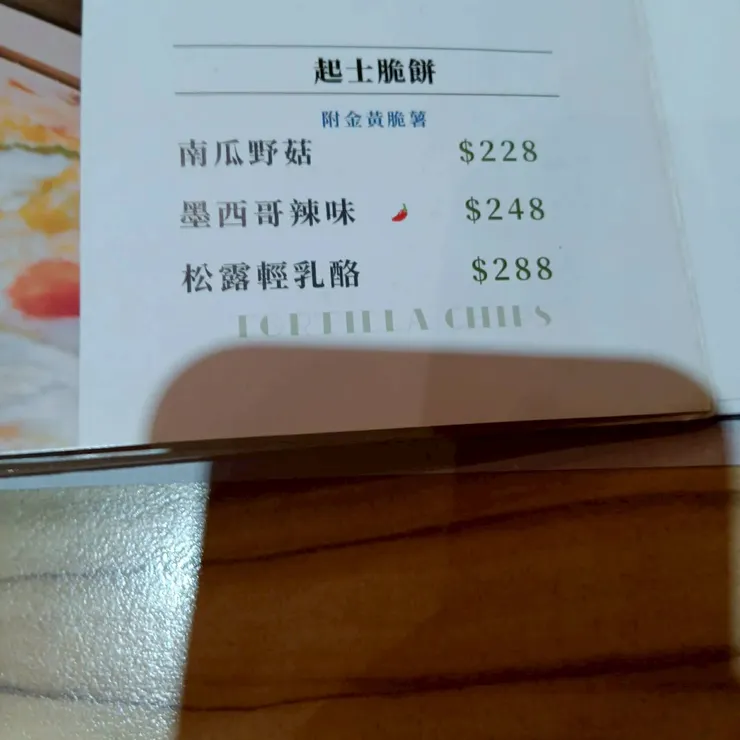 起士脆餅
附金黃脆薯
南瓜野菇 $228
墨西哥辣味 $248
松露輕乳酪 $288
TORTILLA CHIPS